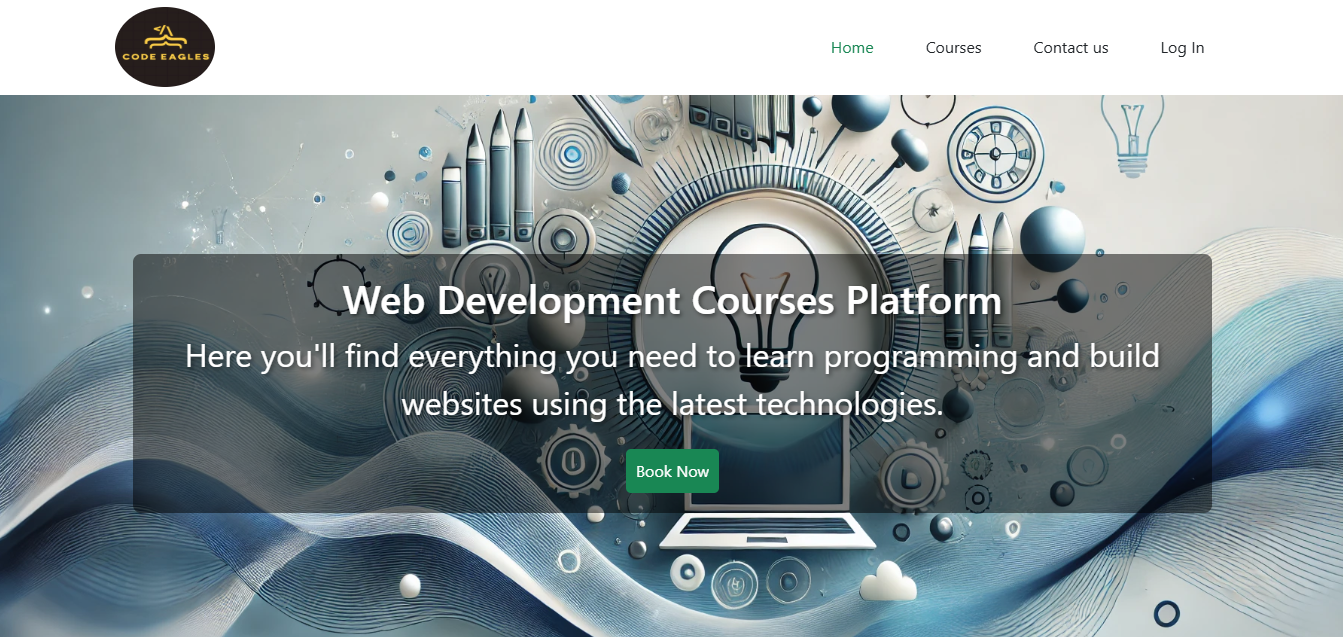 CODE EAGLES
Home
Courses
Contact us
Log In
Web Development Courses Platform
Here you'll find everything you need to learn programming and build
websites using the latest technologies.
Book Now